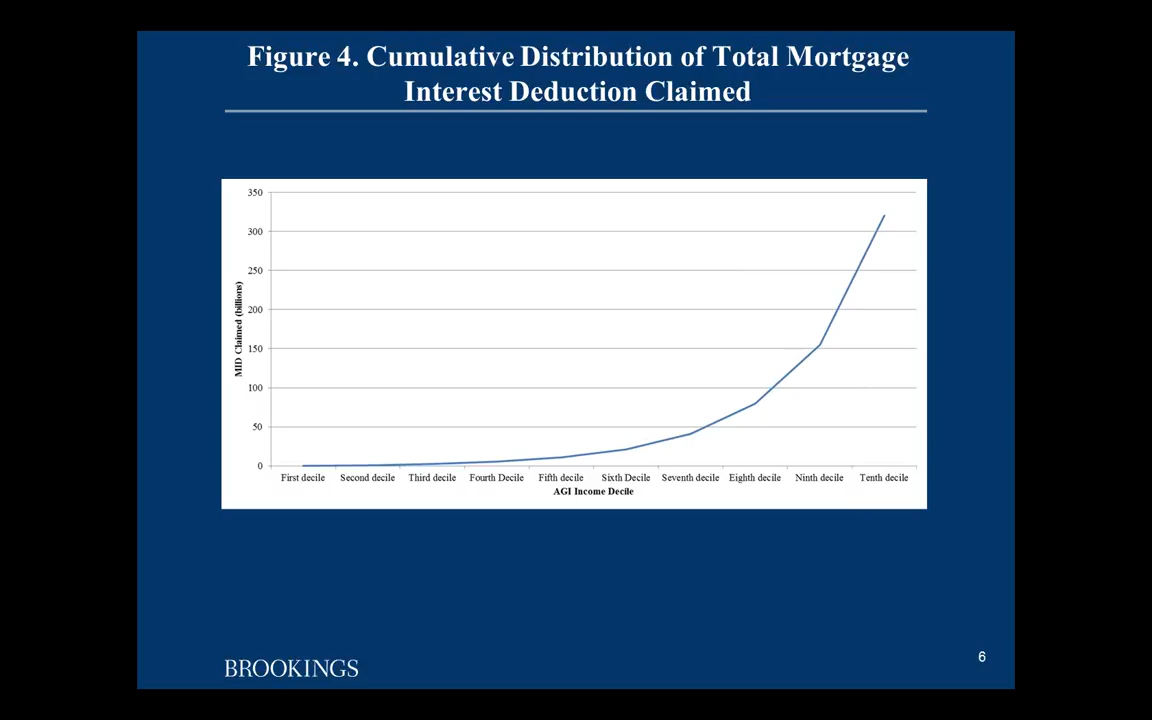 Figure 4. Cumulative Distribution of Total Mortgage
Interest Deduction Claimed
MID Claimed (billions)
350
300
250
200
150
100
50
0
First decile Second decile Third decile Fourth Decile Fifth decile Sixth Decile Seventh decile Eighth decile Ninth decile Tenth decile
AGI Income Decile
BROOKINGS
6